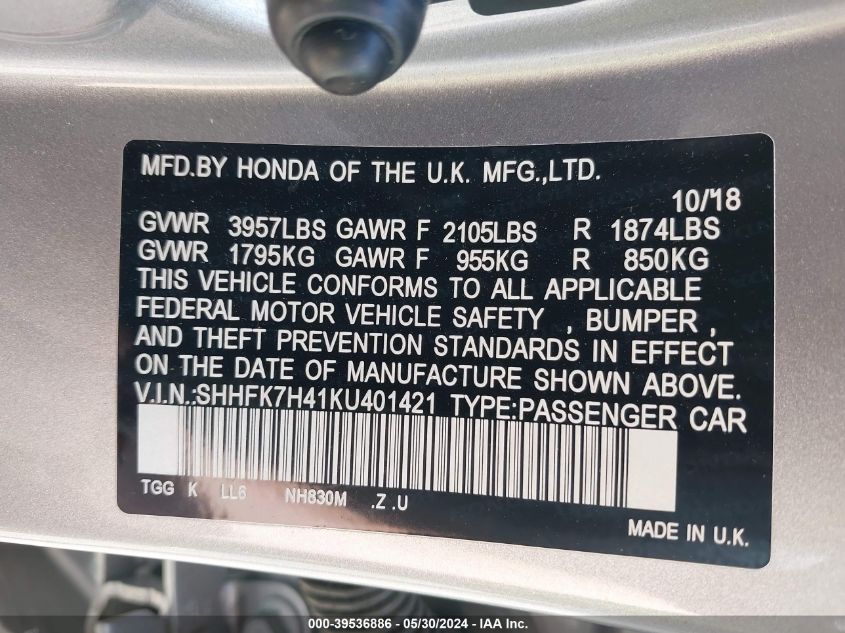 MFD.BY HONDA OF THE U.K. MFG.,LTD.
10/18
GVWR 3957LBS GAWR F 2105LBS R 1874LBS
GVWR 1795KG GAWR F 955KG R 850KG
THIS VEHICLE CONFORMS TO ALL APPLICABLE
FEDERAL MOTOR VEHICLE SAFETY , BUMPER ,
AND THEFT PREVENTION STANDARDS IN EFFECT
ON THE DATE OF MANUFACTURE SHOWN ABOVE.
V.I.N.:SHHFK7H41KU401421 TYPE:PASSENGER CAR
TGG K LL6 NH830M .Z .U
MADE IN U.K.
000-39536886 - 05/30/2024 - IAA Inc.